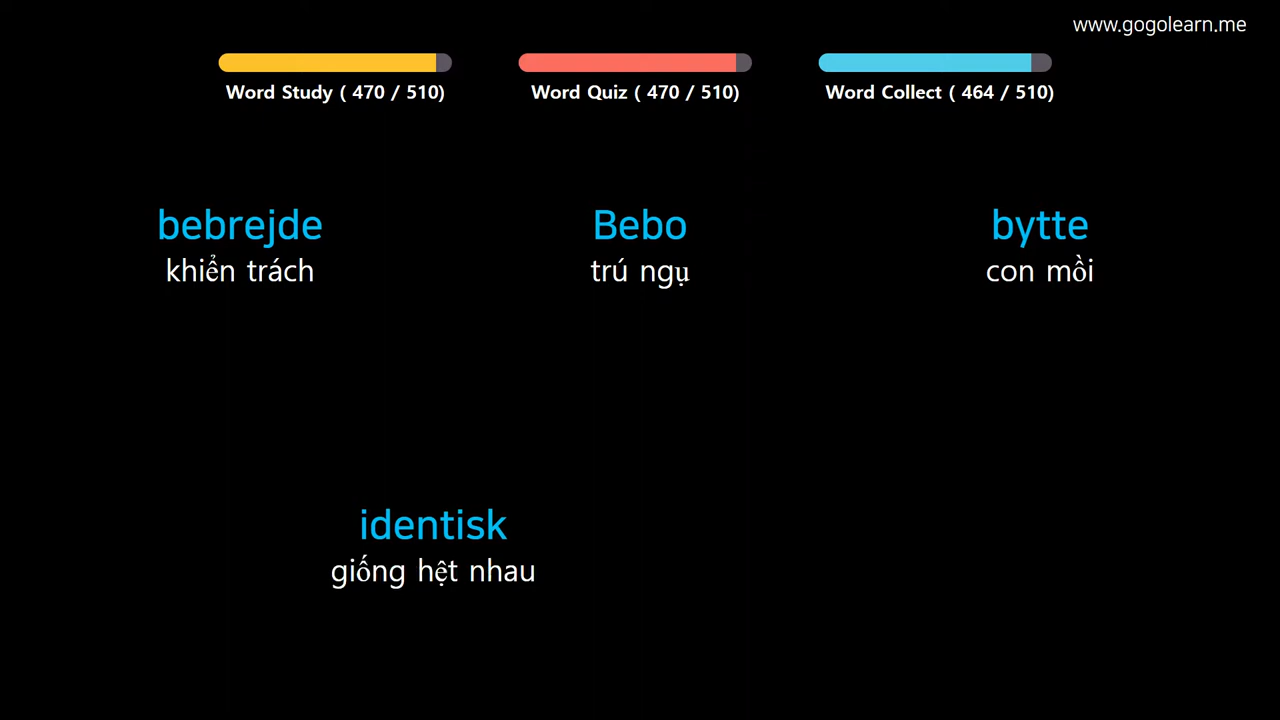 www.gogolearn.me
Word Study ( 470 / 510)
Word Quiz ( 470 / 510)
Word Collect ( 464 / 510)
bebrejde
khiển trách
Bebo
trú ngụ
bytte
con mồi
identisk
giống hệt nhau